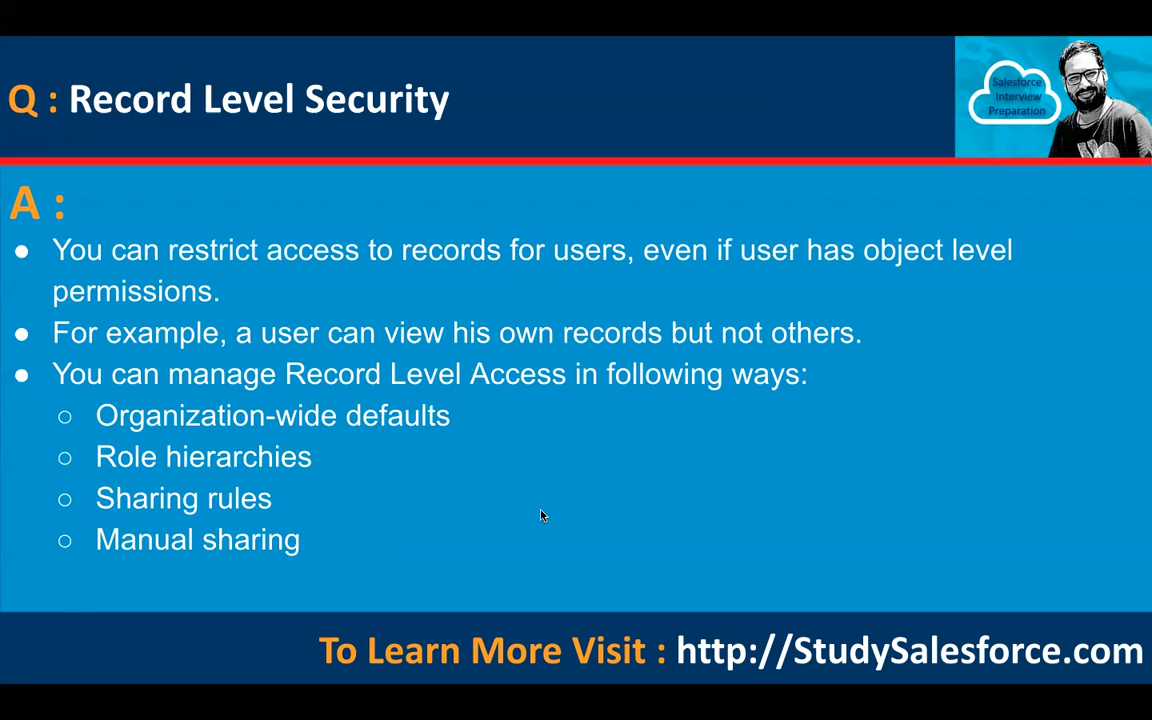 Q : Record Level Security
Salesforce
Interview
Preparation
A :
● You can restrict access to records for users, even if user has object level
permissions.
● For example, a user can view his own records but not others.
● You can manage Record Level Access in following ways:
○ Organization-wide defaults
○ Role hierarchies
○ Sharing rules
○ Manual sharing
To Learn More Visit : http://StudySalesforce.com